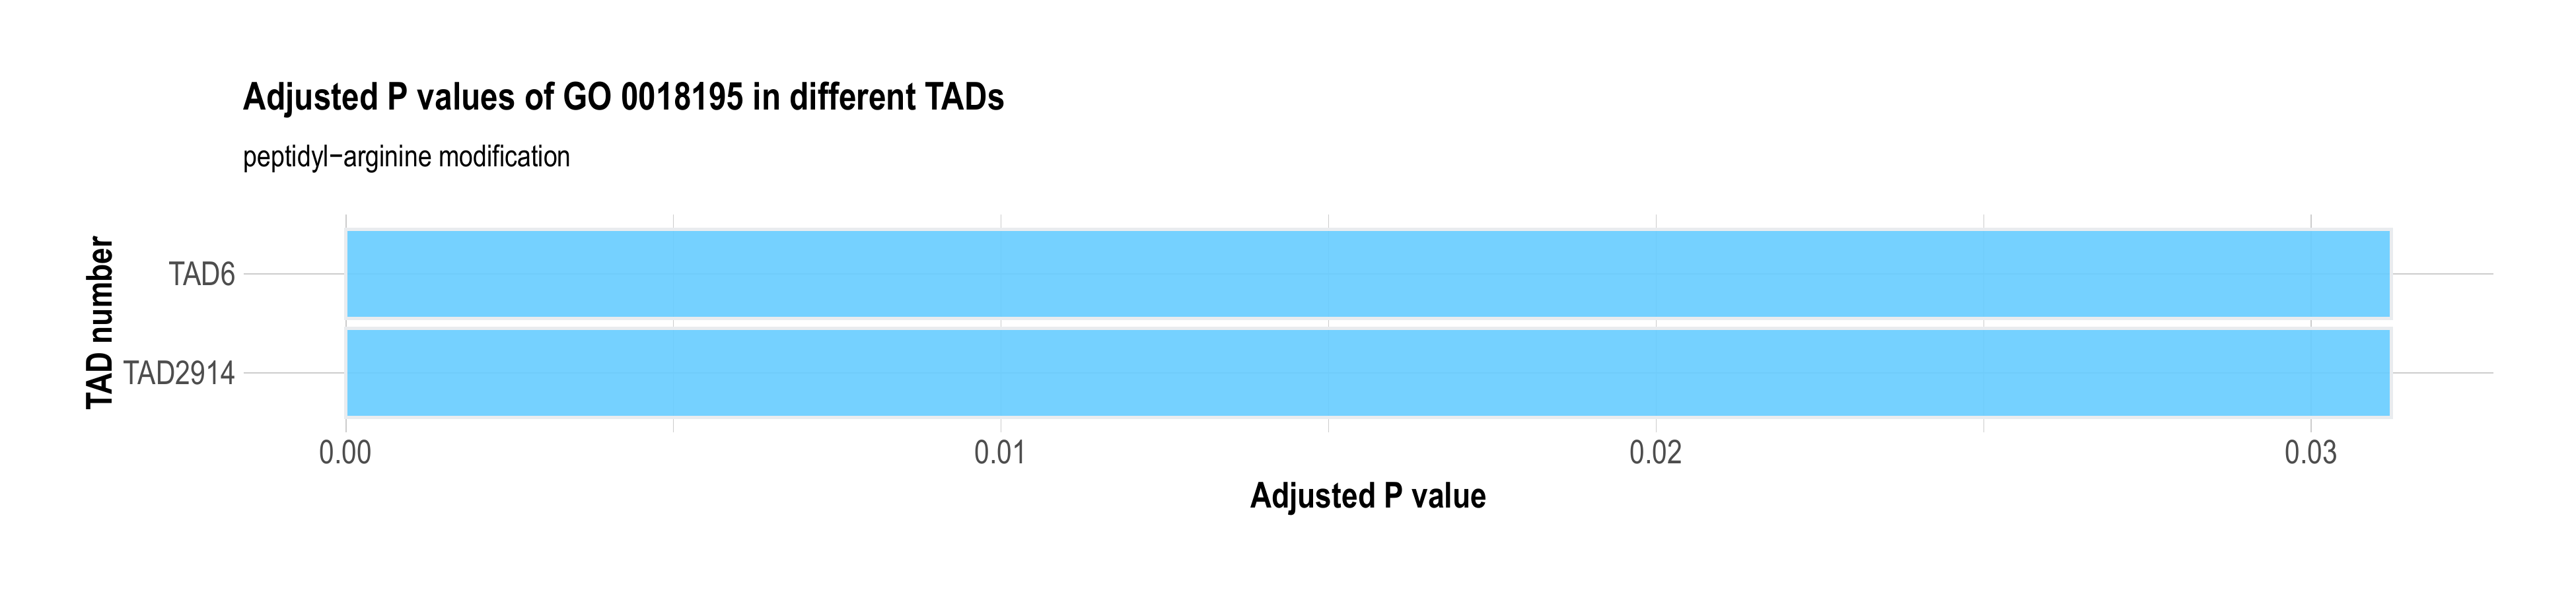 Adjusted P values of GO 0018195 in different TADs
peptidyl−arginine modification
TAD number
TAD6
TAD2914
0.00
0.01
0.02
0.03
Adjusted P value